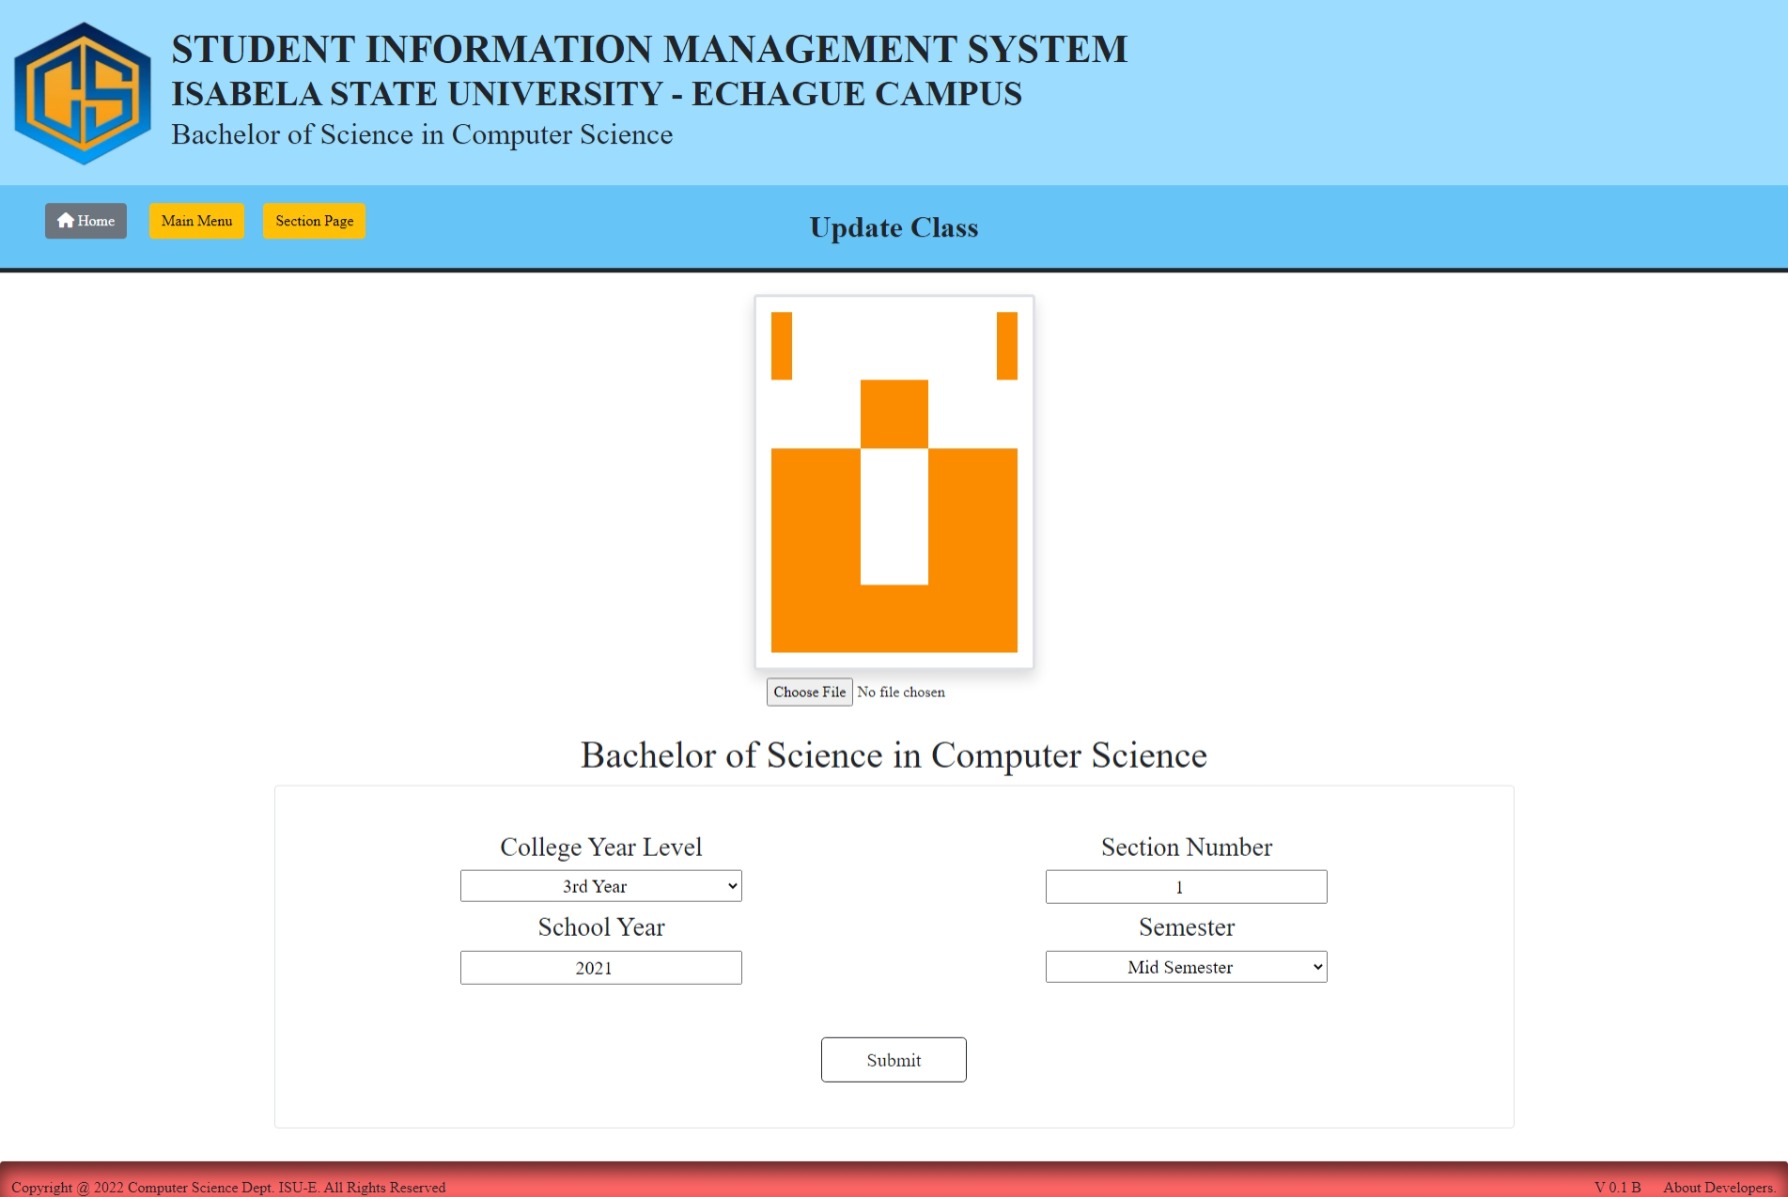 CS
STUDENT INFORMATION MANAGEMENT SYSTEM
ISABELA STATE UNIVERSITY - ECHAGUE CAMPUS
Bachelor of Science in Computer Science
Home Main Menu Section Page Update Class
Choose File No file chosen
Bachelor of Science in Computer Science
College Year Level Section Number
3rd Year 1
School Year Semester
2021 Mid Semester
Submit
Copyright @ 2022 Computer Science Dept. ISU-E. All Rights Reserved V 0.1 B About Developers.